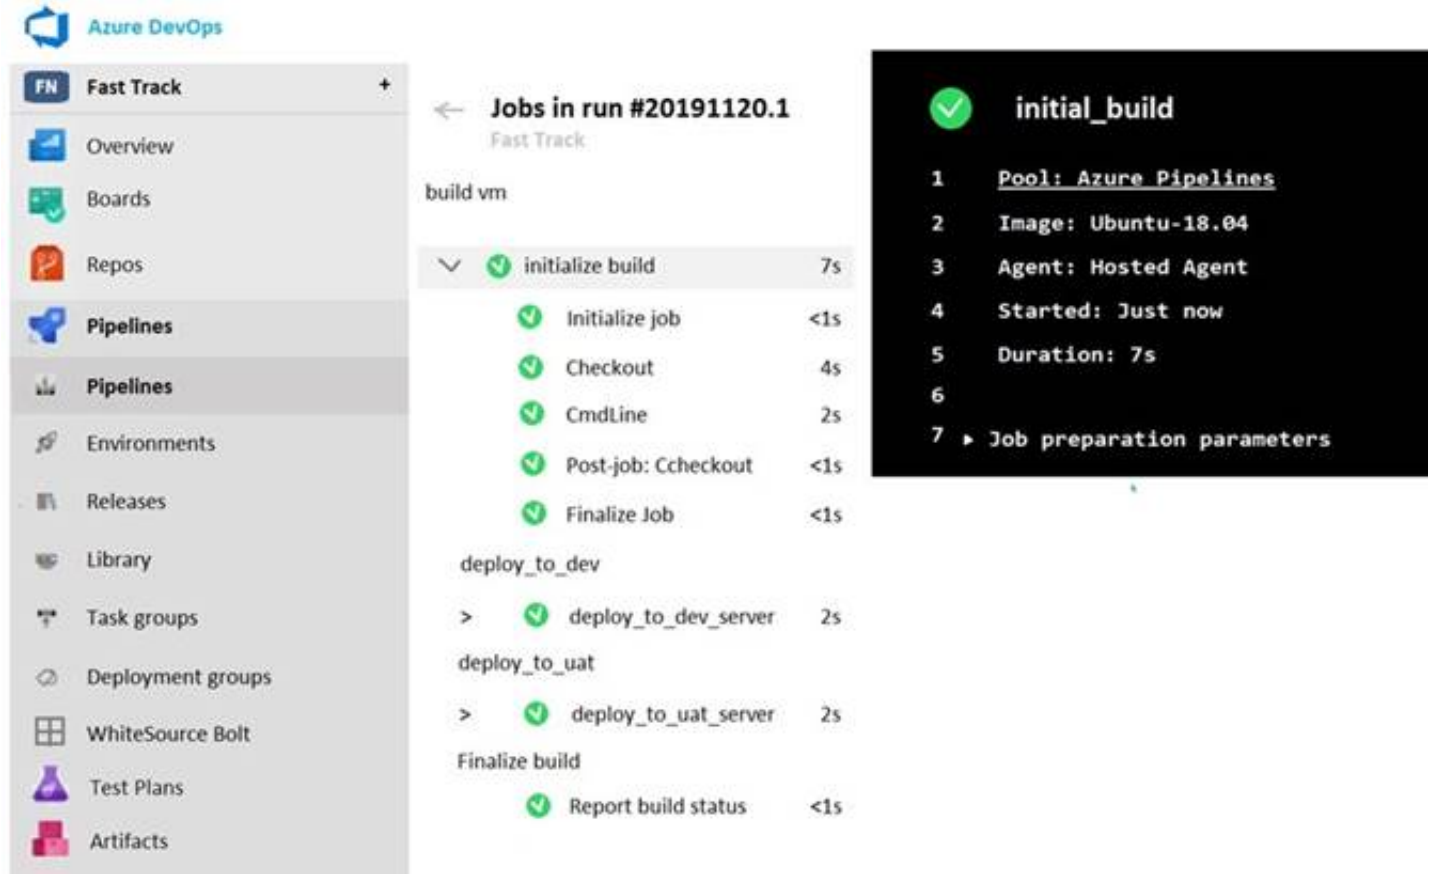 Azure DevOps
FN Fast Track +
Overview
Boards
Repos
Pipelines
Pipelines
Environments
Releases
Library
Task groups
Deployment groups
WhiteSource Bolt
Test Plans
Artifacts
Jobs in run #20191120.1
Fast Track
build vm
initialize build 7s
Initialize job <1s
Checkout 4s
CmdLine 2s
Post-job: Ccheckout <1s
Finalize Job <1s
deploy_to_dev
> deploy_to_dev_server 2s
deploy_to_uat
> deploy_to_uat_server 2s
Finalize build
Report build status <1s
initial_build
1 Pool: Azure Pipelines
2 Image: Ubuntu-18.04
3 Agent: Hosted Agent
4 Started: Just now
5 Duration: 7s
6
7 ▸ Job preparation parameters